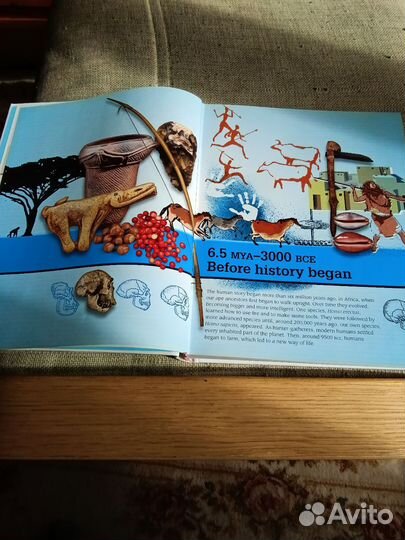 6.5 MYA–3000 BCE
Before history began
The human story began more than six million years ago, in Africa, when
our ape ancestors first began to walk upright. Over time they evolved,
becoming bigger and more intelligent. One species, Homo erectus,
learned how to use fire and to make stone tools. They were followed by
more advanced species until, around 200,000 years ago, our own species,
Homo sapiens, appeared. As hunter-gatherers, modern humans settled
every inhabited part of the planet. Then, around 9500 BCE, humans
began to farm, which led to a new way of life.
Avito